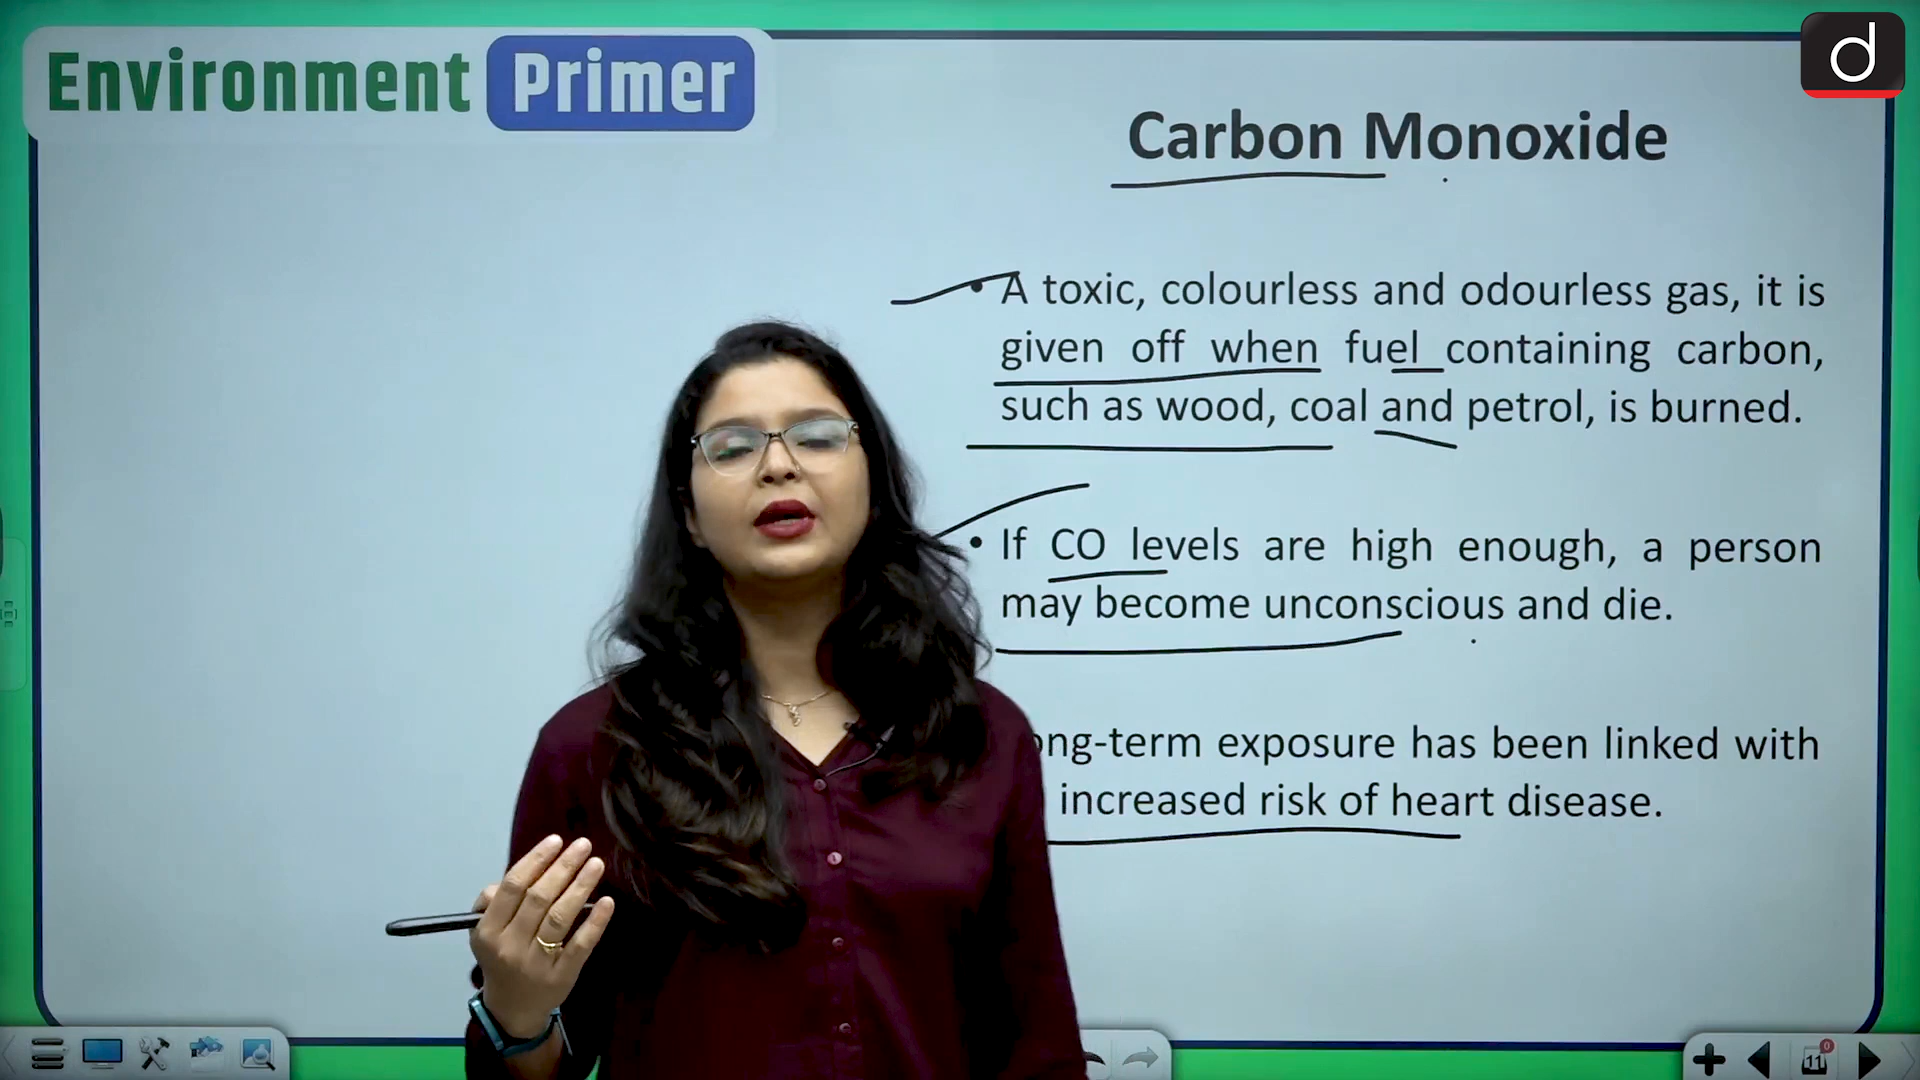 Environment Primer
d
Carbon Monoxide
• A toxic, colourless and odourless gas, it is
given off when fuel containing carbon,
such as wood, coal and petrol, is burned.
• If CO levels are high enough, a person
may become unconscious and die.
ong-term exposure has been linked with
increased risk of heart disease.
11
0